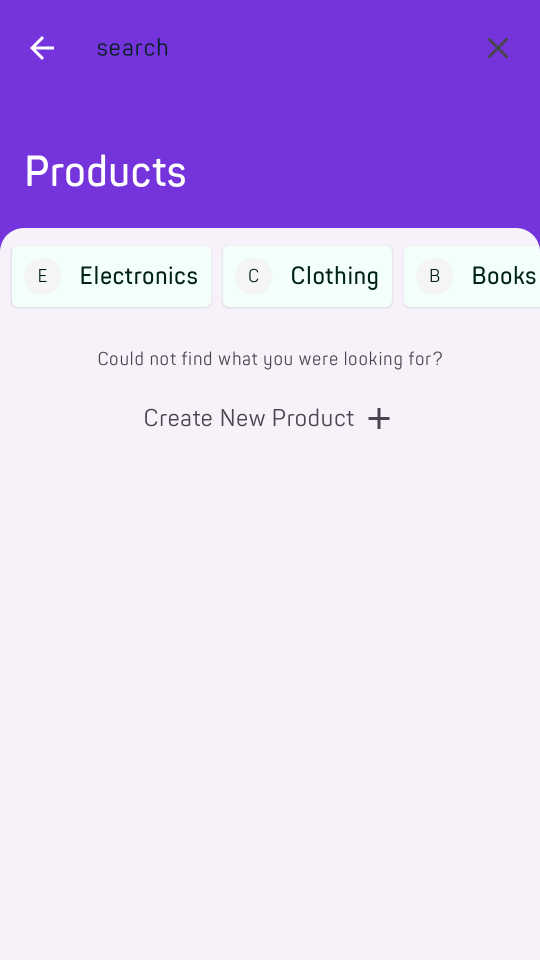 search
Products
E Electronics C Clothing B Books
Could not find what you were looking for?
Create New Product